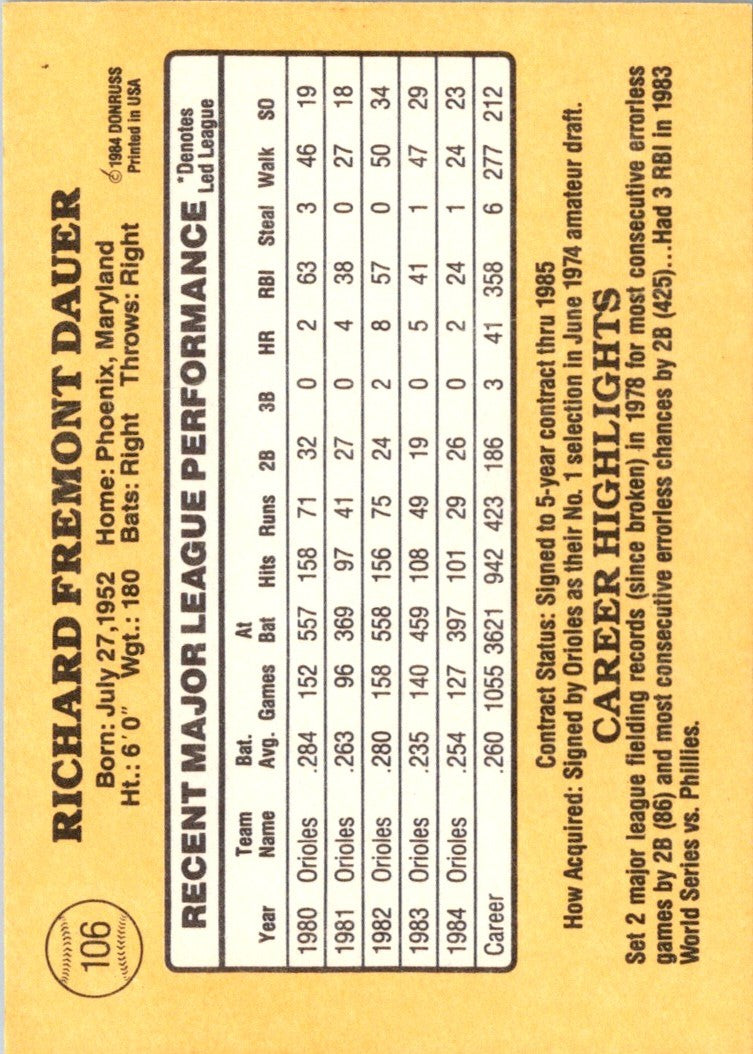 106
RICHARD FREMONT DAUER
Born: July 27, 1952 Home: Phoenix, Maryland
Ht.: 6'0" Wgt.: 180 Bats: Right Throws: Right
©1984 DONRUSS
Printed in USA
RECENT MAJOR LEAGUE PERFORMANCE
*Denotes
Led League
Year Team Name Bat. Avg. Games At Bat Hits Runs 2B 3B HR RBI Steal Walk SO
1980 Orioles .284 152 557 158 71 32 0 2 63 3 46 19
1981 Orioles .263 96 369 97 41 27 0 4 38 0 27 18
1982 Orioles .280 158 558 156 75 24 2 8 57 0 50 34
1983 Orioles .235 140 459 108 49 19 0 5 41 1 47 29
1984 Orioles .254 127 397 101 29 26 0 2 24 1 24 23
Career .260 1055 3621 942 423 186 3 41 358 6 277 212
Contract Status: Signed to 5-year contract thru 1985
How Acquired: Signed by Orioles as their No. 1 selection in June 1974 amateur draft.
CAREER HIGHLIGHTS
Set 2 major league fielding records (since broken) in 1978 for most consecutive errorless
games by 2B (86) and most consecutive errorless chances by 2B (425)...Had 3 RBI in 1983
World Series vs. Phillies.